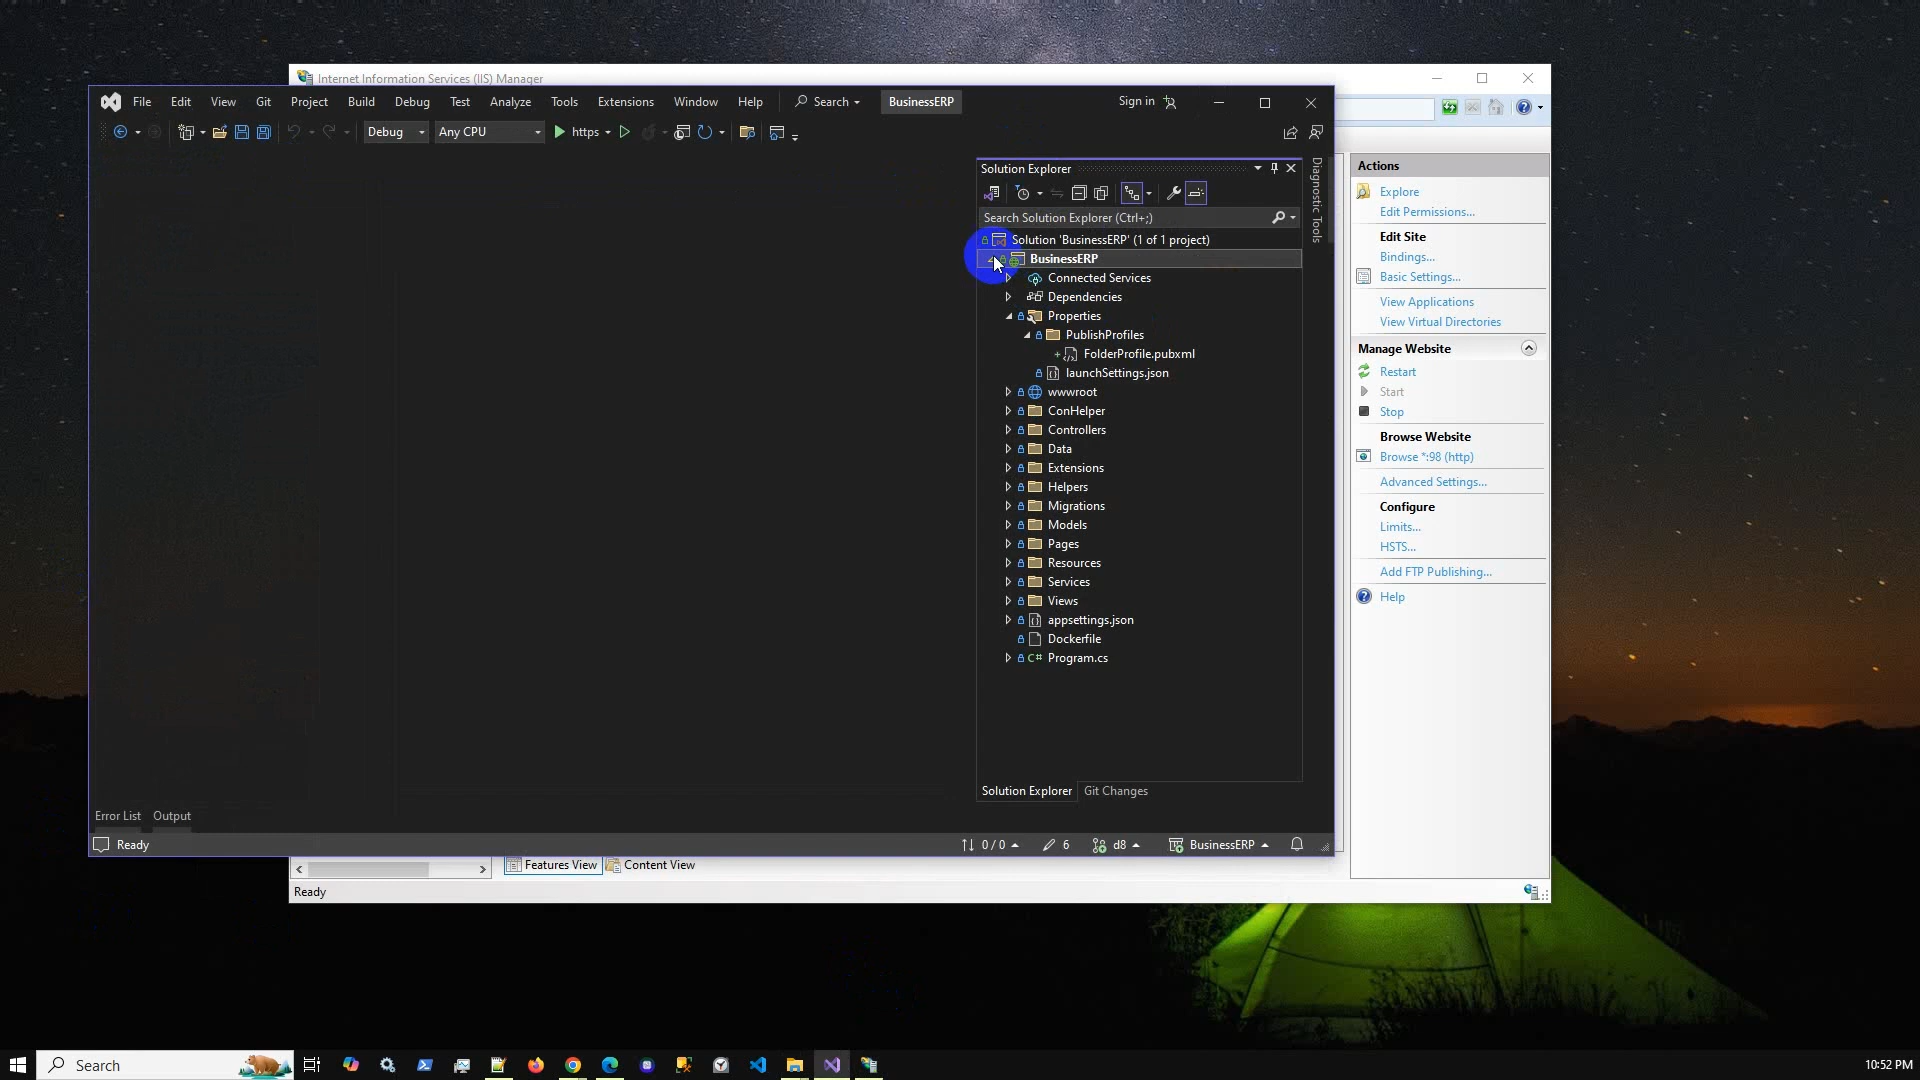 Internet Information Services (IIS) Manager
File Edit View Git Project Build Debug Test Analyze Tools Extensions Window Help Search BusinessERP Sign in
Debug Any CPU https
Solution Explorer
Search Solution Explorer (Ctrl+;)
Solution 'BusinessERP' (1 of 1 project)
BusinessERP
Connected Services
Dependencies
Properties
PublishProfiles
FolderProfile.pubxml
launchSettings.json
wwwroot
ConHelper
Controllers
Data
Extensions
Helpers
Migrations
Models
Pages
Resources
Services
Views
appsettings.json
Dockerfile
C# Program.cs
Solution Explorer Git Changes
Diagnostic Tools
Error List Output
Ready 0 / 0 6 d8 BusinessERP
Actions
Explore
Edit Permissions...
Edit Site
Bindings...
Basic Settings...
View Applications
View Virtual Directories
Manage Website
Restart
Start
Stop
Browse Website
Browse *:98 (http)
Advanced Settings...
Configure
Limits...
HSTS...
Add FTP Publishing...
Help
Features View Content View
Ready
Search 10:52 PM